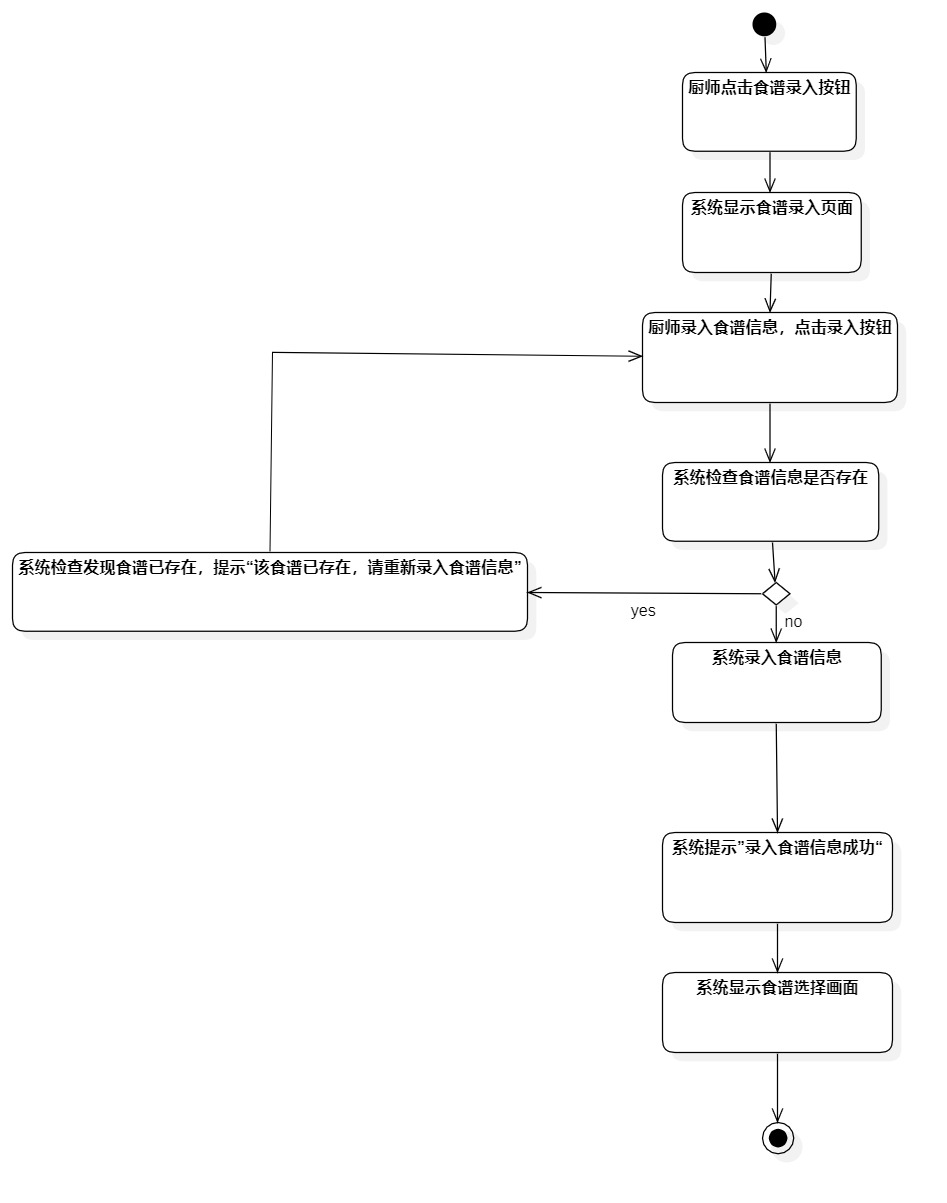 厨师点击食谱录入按钮
系统显示食谱录入页面
厨师录入食谱信息，点击录入按钮
系统检查食谱信息是否存在
系统检查发现食谱已存在，提示“该食谱已存在，请重新录入食谱信息”
yes
no
系统录入食谱信息
系统提示”录入食谱信息成功“
系统显示食谱选择画面